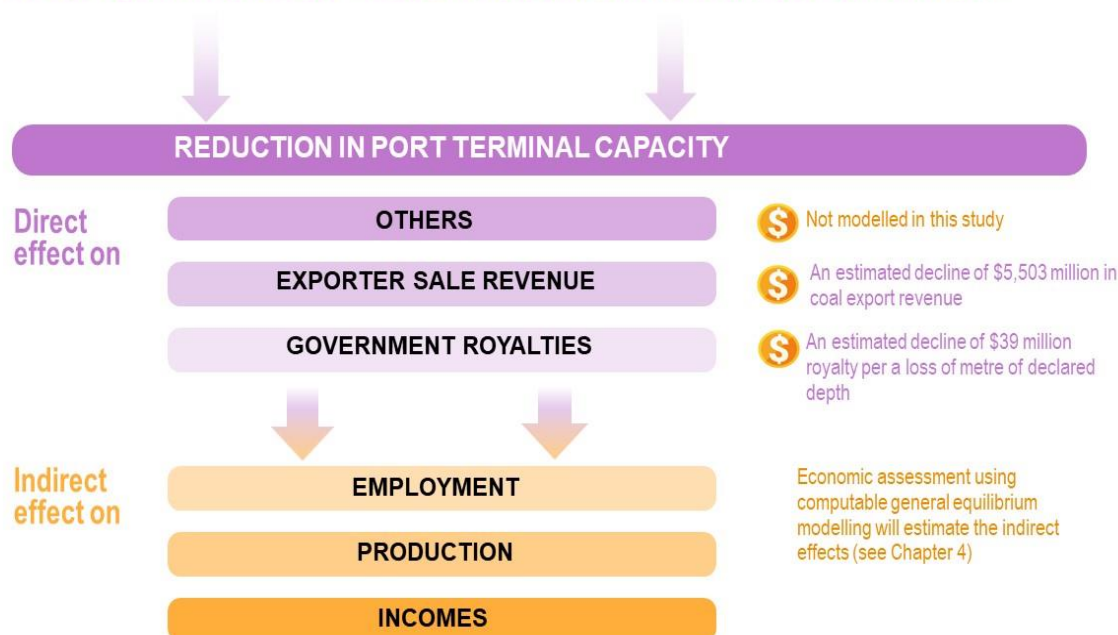 REDUCTION IN PORT TERMINAL CAPACITY
Direct
effect on
OTHERS
$ Not modelled in this study
EXPORTER SALE REVENUE
$ An estimated decline of $5,503 million in
coal export revenue
GOVERNMENT ROYALTIES
$ An estimated decline of $39 million
royalty per a loss of metre of declared
depth
Indirect
effect on
EMPLOYMENT
PRODUCTION
INCOMES
Economic assessment using
computable general equilibrium
modelling will estimate the indirect
effects (see Chapter 4)